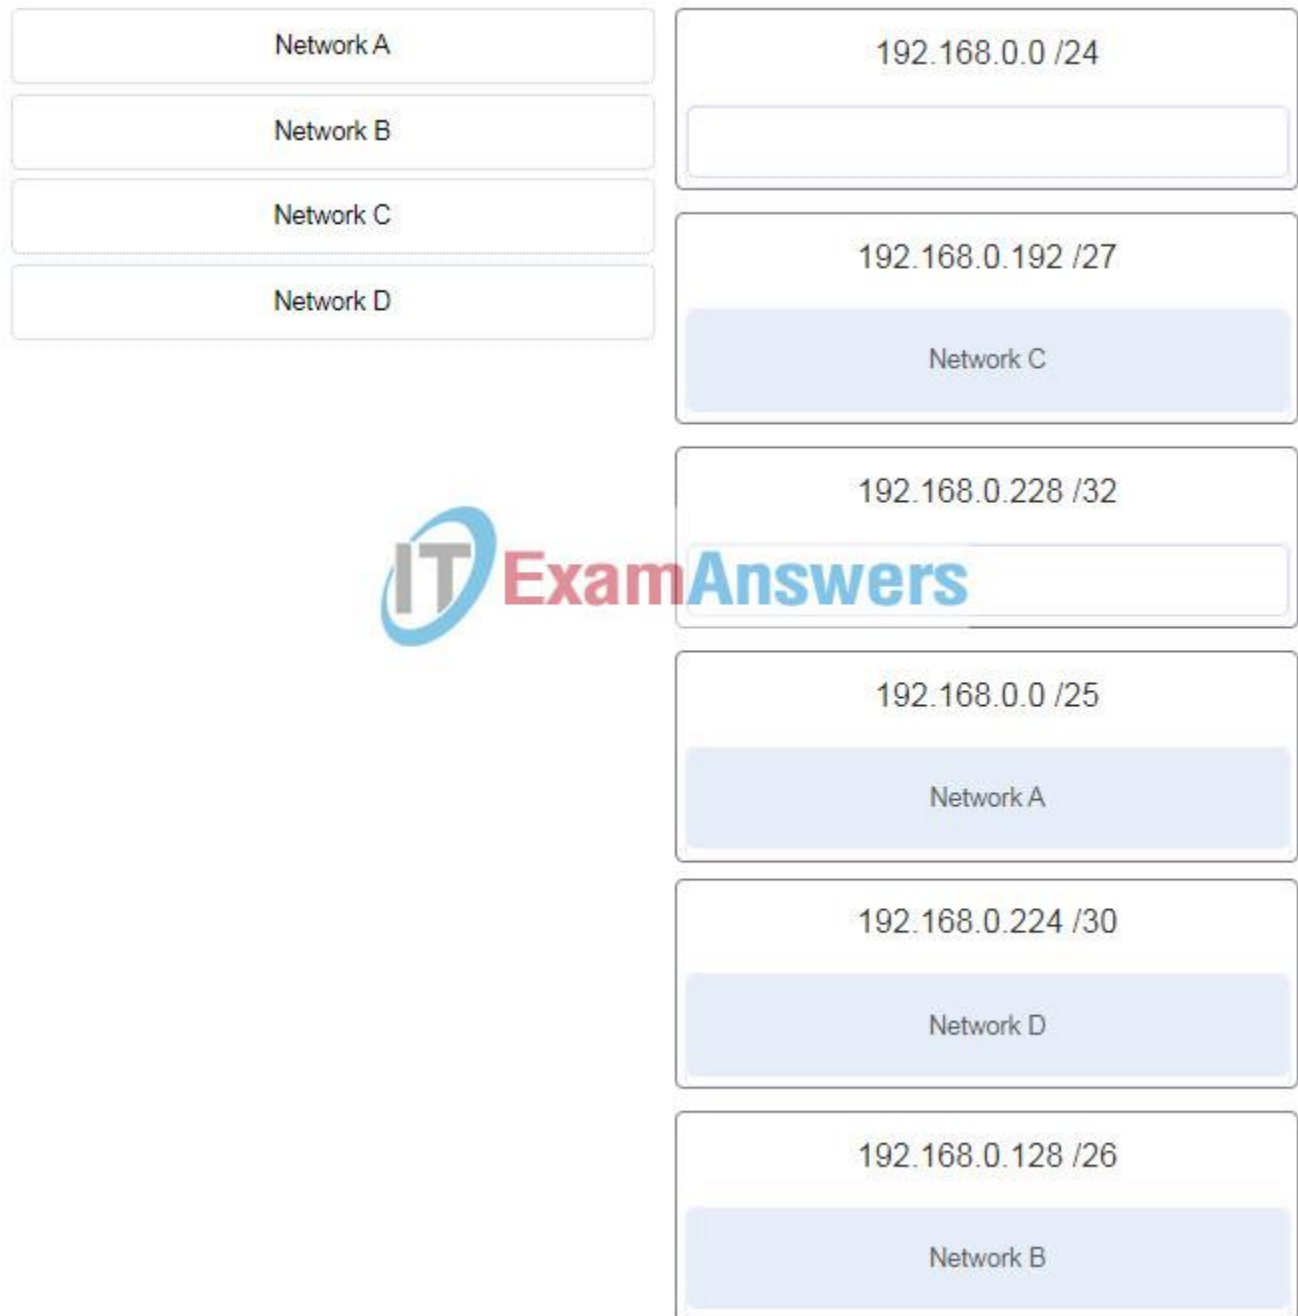 Network A
Network B
Network C
Network D
192.168.0.0 /24
192.168.0.192 /27
Network C
192.168.0.228 /32
ITExamAnswers
192.168.0.0 /25
Network A
192.168.0.224 /30
Network D
192.168.0.128 /26
Network B